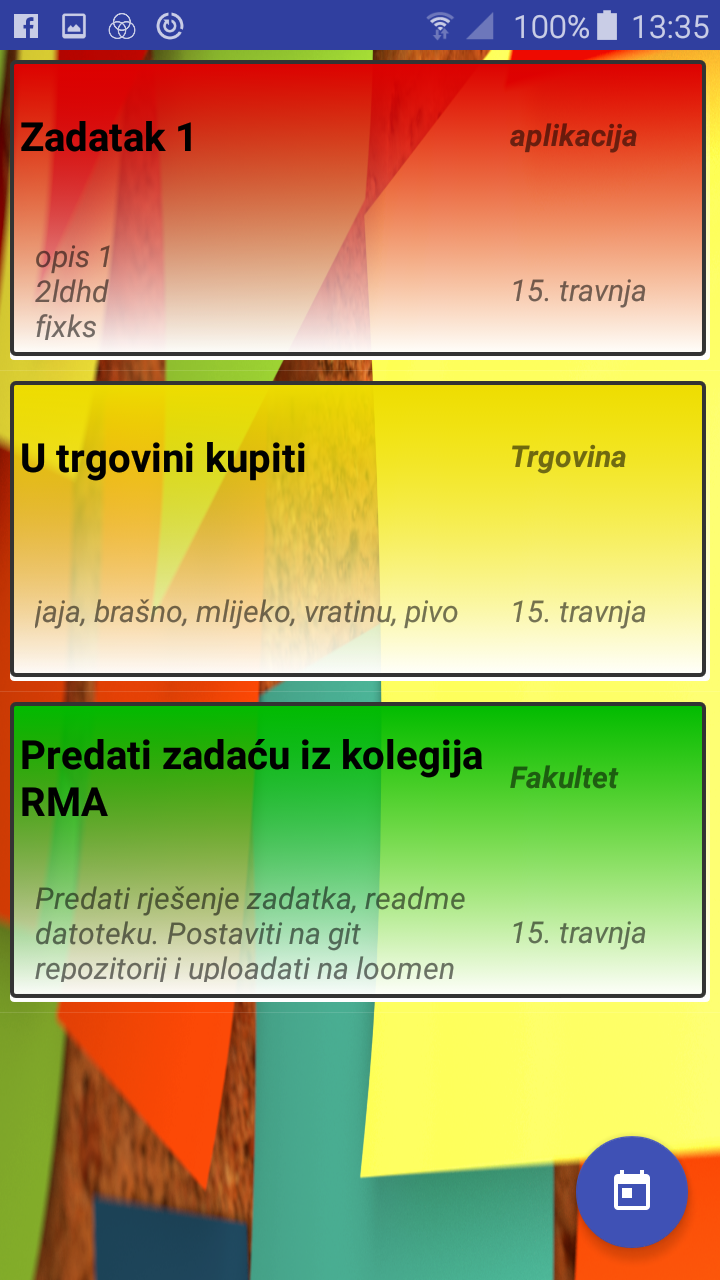 100% 13:35
Zadatak 1
aplikacija
opis 1
2ldhd
fjxks
15. travnja
U trgovini kupiti
Trgovina
jaja, brašno, mlijeko, vratinu, pivo
15. travnja
Predati zadaću iz kolegija
RMA
Fakultet
Predati rješenje zadatka, readme
datoteku. Postaviti na git
repozitorij i uploadati na loomen
15. travnja